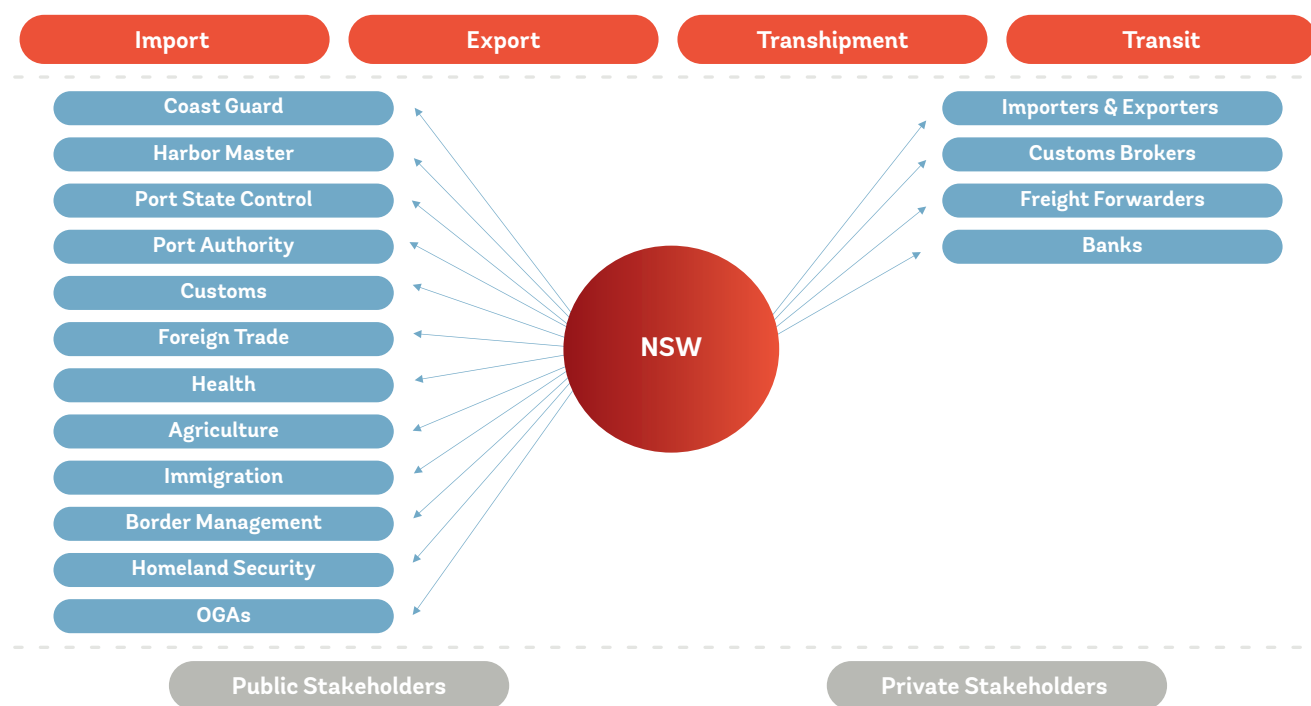 Import
Export
Transhipment
Transit
Coast Guard
Harbor Master
Port State Control
Port Authority
Customs
Foreign Trade
Health
Agriculture
Immigration
Border Management
Homeland Security
OGAs
NSW
Importers & Exporters
Customs Brokers
Freight Forwarders
Banks
Public Stakeholders
Private Stakeholders